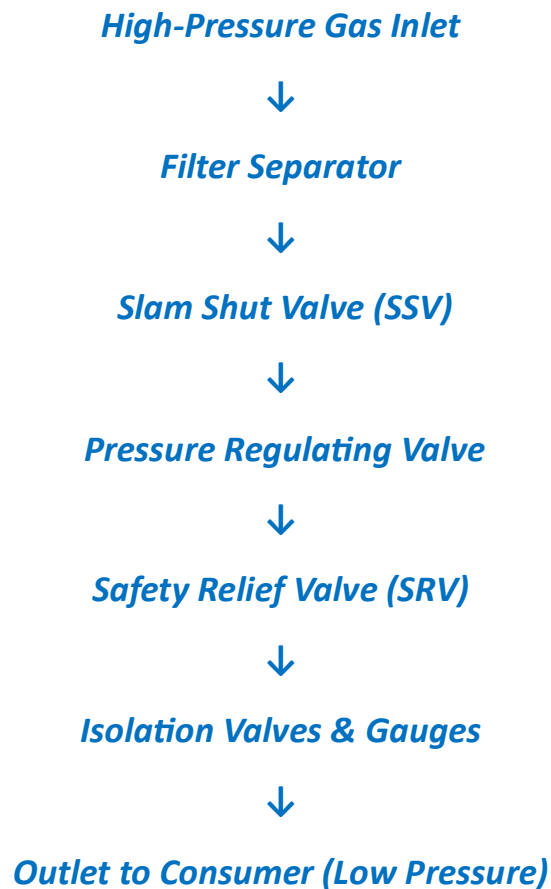 High-Pressure Gas Inlet
↓
Filter Separator
↓
Slam Shut Valve (SSV)
↓
Pressure Regulating Valve
↓
Safety Relief Valve (SRV)
↓
Isolation Valves & Gauges
↓
Outlet to Consumer (Low Pressure)